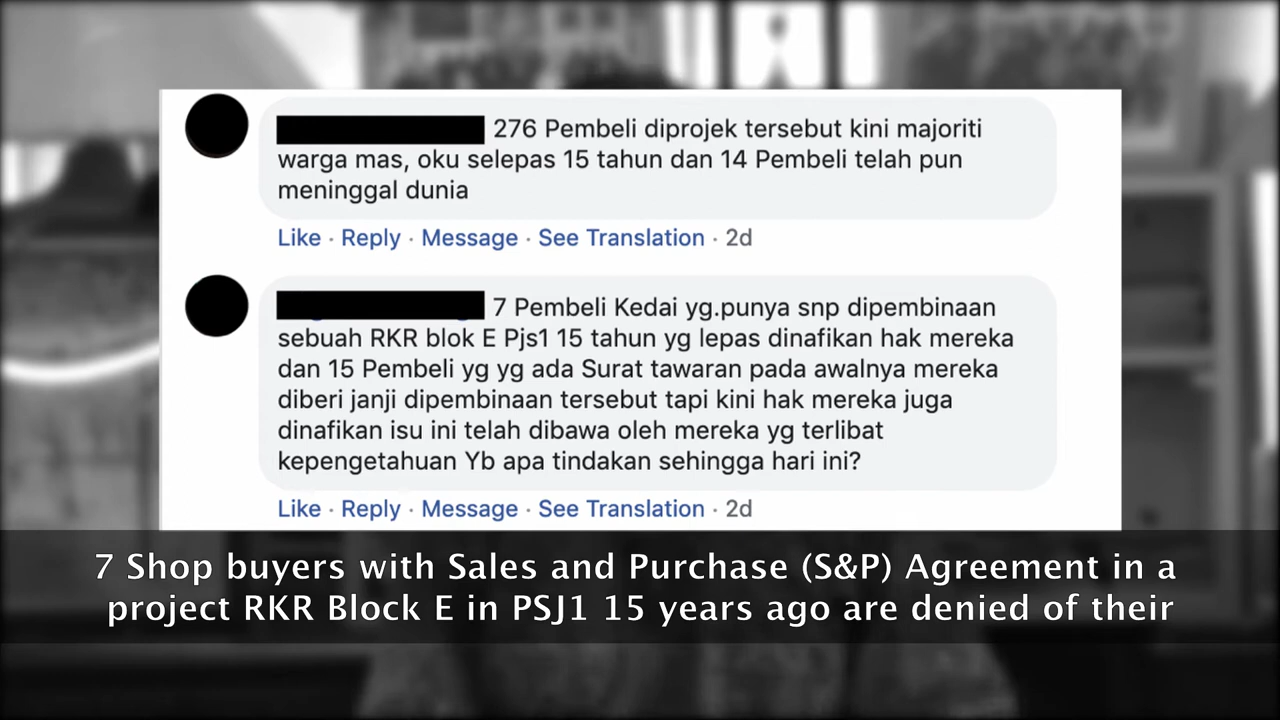 276 Pembeli diprojek tersebut kini majoriti
warga mas, oku selepas 15 tahun dan 14 Pembeli telah pun
meninggal dunia
Like · Reply · Message · See Translation · 2d
7 Pembeli Kedai yg.punya snp dipembinaan
sebuah RKR blok E Pjs1 15 tahun yg lepas dinafikan hak mereka
dan 15 Pembeli yg yg ada Surat tawaran pada awalnya mereka
diberi janji dipembinaan tersebut tapi kini hak mereka juga
dinafikan isu ini telah dibawa oleh mereka yg terlibat
kepengetahuan Yb apa tindakan sehingga hari ini?
Like · Reply · Message · See Translation · 2d
7 Shop buyers with Sales and Purchase (S&P) Agreement in a
project RKR Block E in PSJ1 15 years ago are denied of their